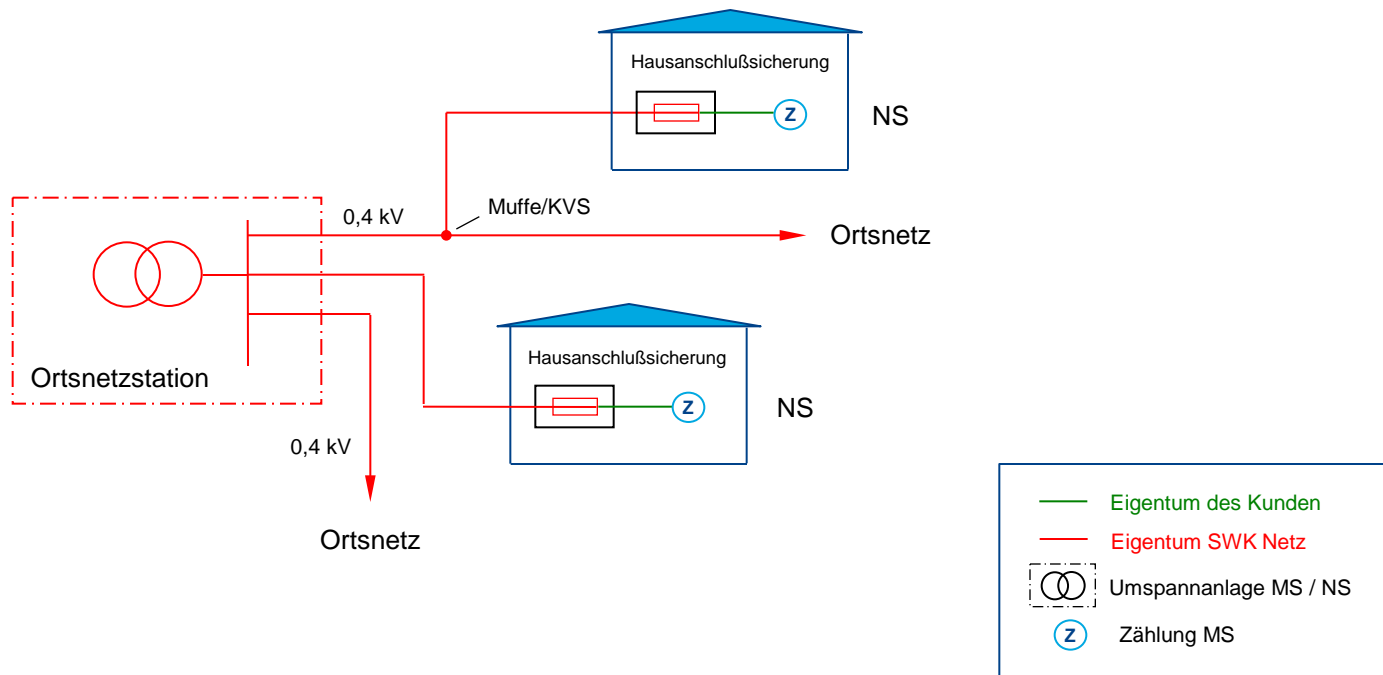 Hausanschlußsicherung
Z
NS
0,4 kV
Muffe/KVS
Ortsnetz
Ortsnetzstation
Hausanschlußsicherung
Z
NS
0,4 kV
Ortsnetz
Eigentum des Kunden
Eigentum SWK Netz
Umspannanlage MS / NS
Z
Zählung MS